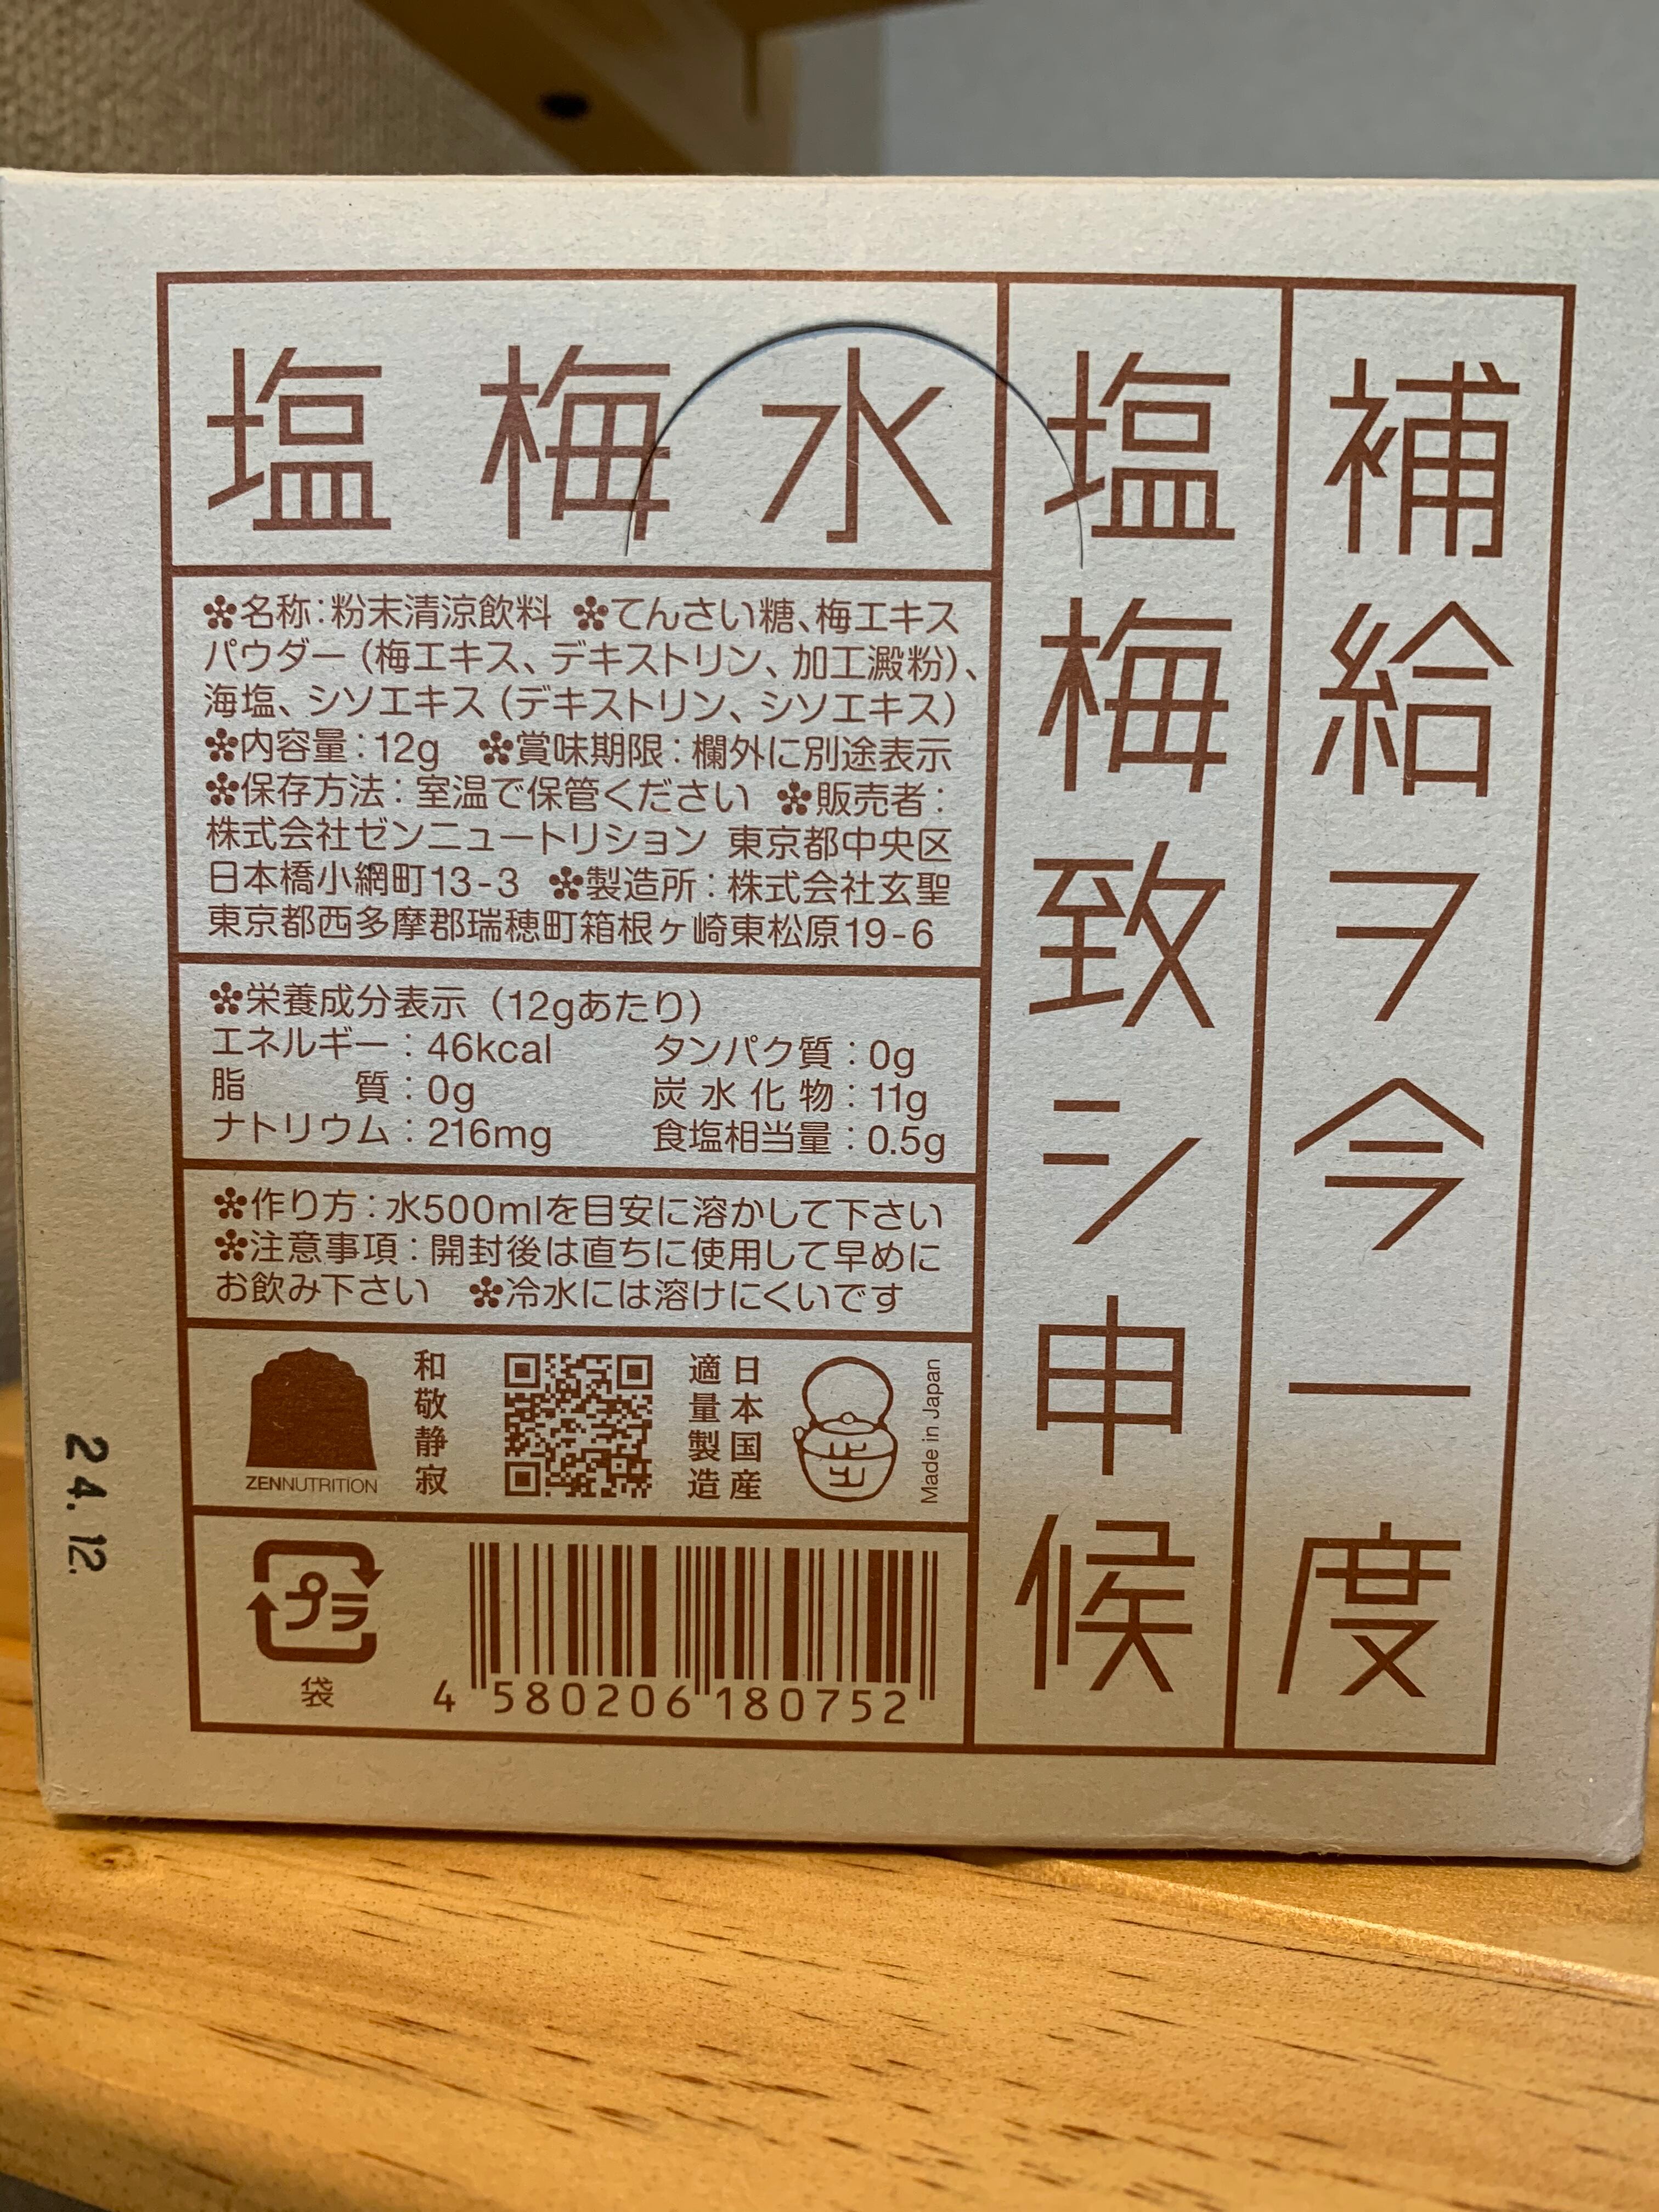 補給ヲ今一度
塩梅致シ申候
塩梅水
✽名称：粉末清涼飲料 ✽てんさい糖、梅エキス
パウダー（梅エキス、デキストリン、加工澱粉）、
海塩、シソエキス（デキストリン、シソエキス）
✽内容量：12g ✽賞味期限：欄外に別途表示
✽保存方法：室温で保管ください ✽販売者：
株式会社ゼンニュートリション 東京都中央区
日本橋小網町13-3 ✽製造所：株式会社玄聖
東京都西多摩郡瑞穂町箱根ヶ崎東松原19-6
✽栄養成分表示（12gあたり）
エネルギー：46kcal タンパク質：0g
脂質：0g 炭水化物：11g
ナトリウム：216mg 食塩相当量：0.5g
✽作り方：水500mlを目安に溶かして下さい
✽注意事項：開封後は直ちに使用して早めに
お飲み下さい ✽冷水には溶けにくいです
ZENNUTRITION
和敬静寂
日本国産
適量製造
Made in Japan
プラ
袋
4 580206 180752
24.12.